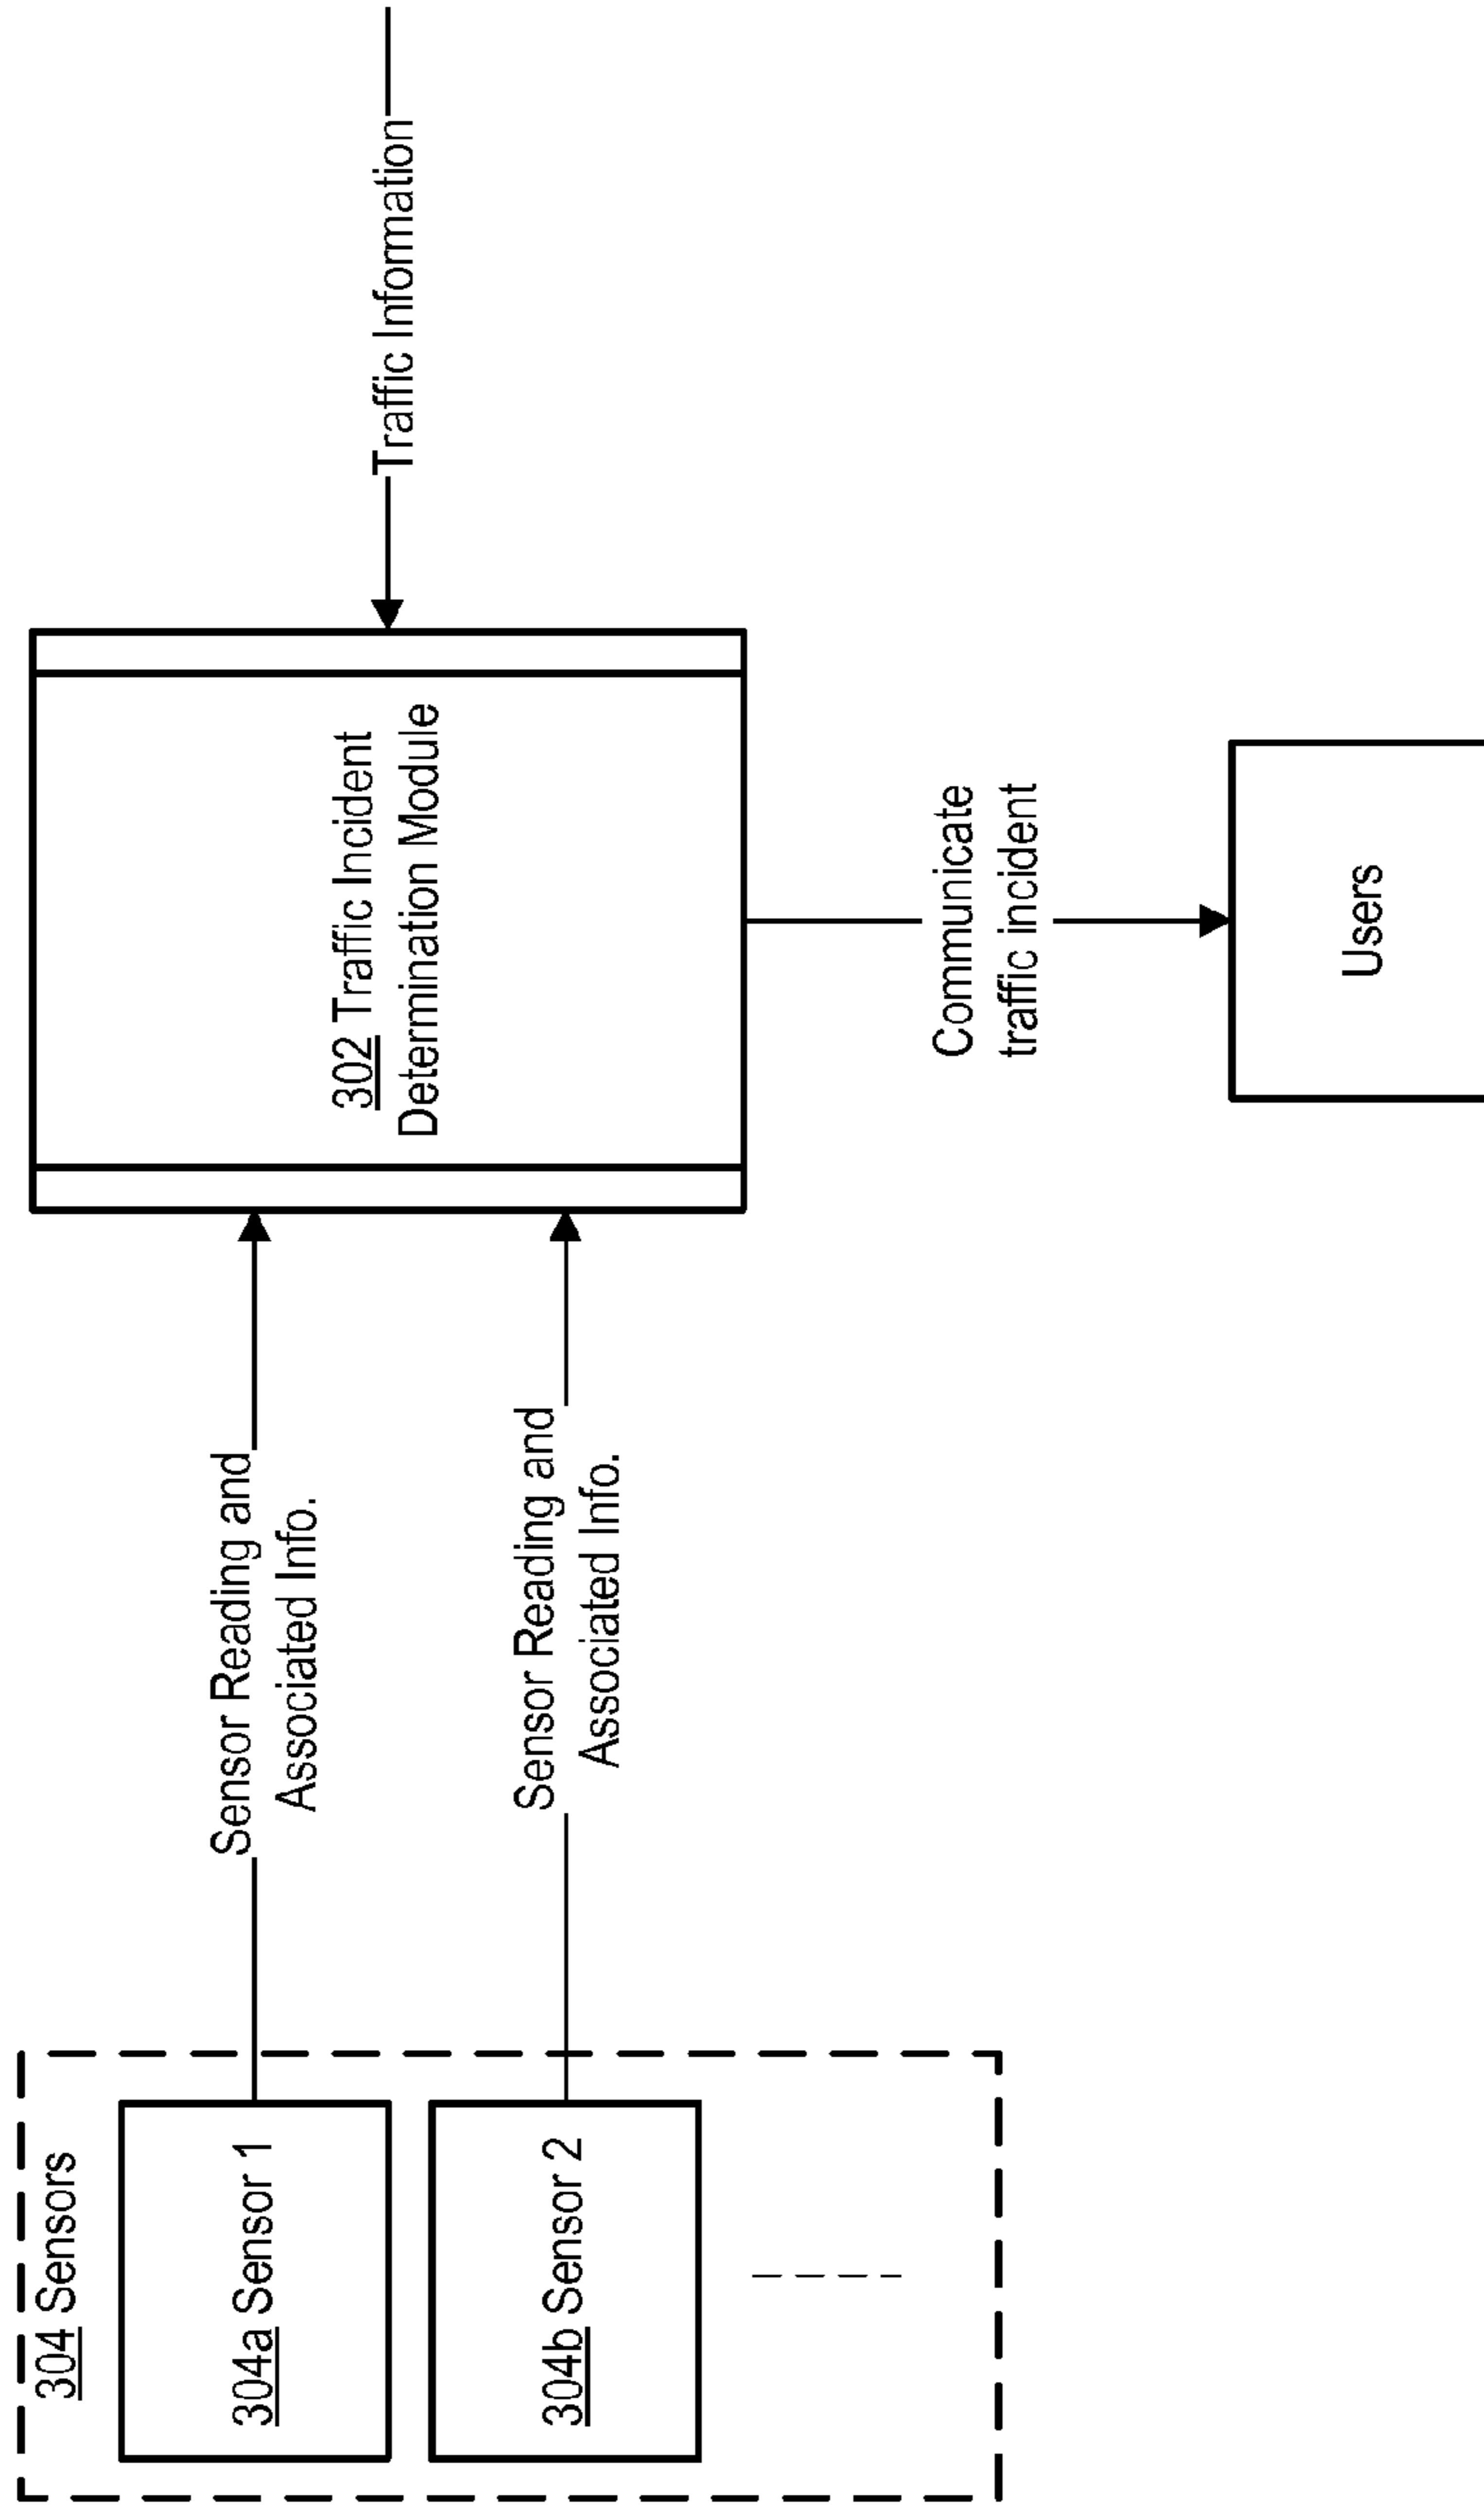 304 Sensors
304a Sensor 1
304b Sensor 2
Sensor Reading and
Associated Info.
Sensor Reading and
Associated Info.
302 Traffic Incident
Determination Module
Traffic Information
Communicate
traffic incident
Users